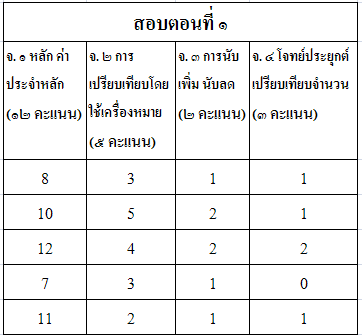 สอบตอนที่ ๑
จ. ๑ หลัก ค่า จ. ๒ การ จ. ๓ การนับ จ. ๔ โจทย์ประยุกต์
ประจำหลัก เปรียบเทียบโดย เพิ่ม นับลด เปรียบเทียบจำนวน
(๑๒ คะแนน) ใช้เครื่องหมาย (๒ คะแนน) (๓ คะแนน)
(๕ คะแนน)
8 3 1 1
10 5 2 1
12 4 2 2
7 3 1 0
11 2 1 1